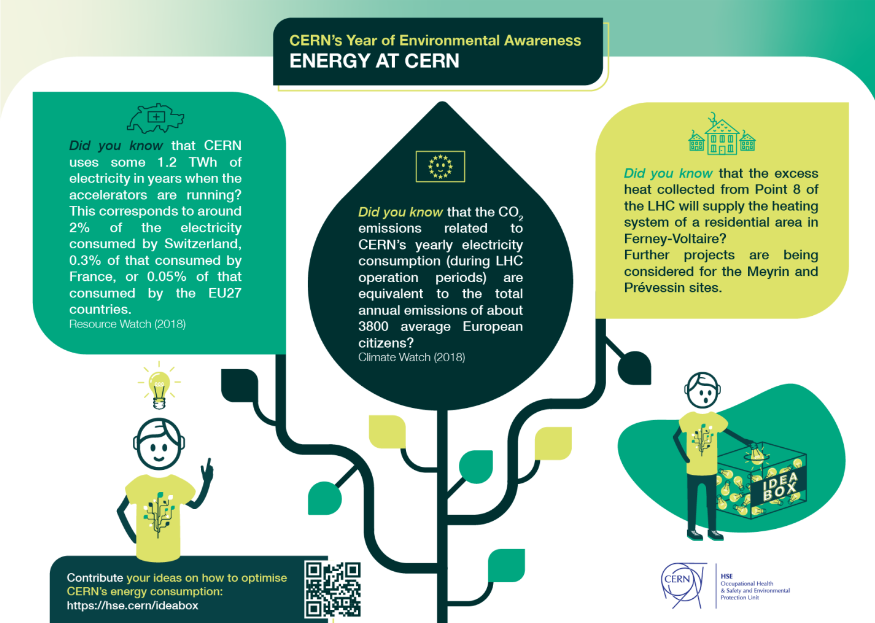 CERN's Year of Environmental Awareness
ENERGY AT CERN
Did you know that CERN
uses some 1.2 TWh of
electricity in years when the
accelerators are running?
This corresponds to around
2% of the electricity
consumed by Switzerland,
0.3% of that consumed by
France, or 0.05% of that
consumed by the EU27
countries.
Resource Watch (2018)
Did you know that the CO₂
emissions related to
CERN's yearly electricity
consumption (during LHC
operation periods) are
equivalent to the total
annual emissions of about
3800 average European
citizens?
Climate Watch (2018)
Did you know that the excess
heat collected from Point 8 of
the LHC will supply the heating
system of a residential area in
Ferney-Voltaire?
Further projects are being
considered for the Meyrin and
Prévessin sites.
IDEA
BOX
Contribute your ideas on how to optimise
CERN's energy consumption:
https://hse.cern/ideabox
CERN
HSE
Occupational Health
& Safety and Environmental
Protection Unit